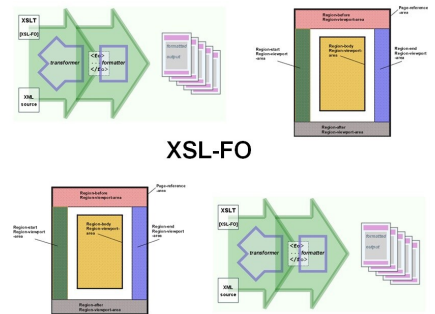 XSLT
[XSL-FO]
transformer
<Fo>
...
</Fo>
formatter
XML
source
formatted
output
Page-reference
-area
Region-before
Region-viewport-area
Region-start
Region-viewport
-area
Region-body
Region-viewport-
area
Region-end
Region-viewport
-area
Region-after
Region-viewport-area
XSL-FO
Region-before
Region-viewport-area
Page-reference
-area
Region-start
Region-viewport
-area
Region-body
Region-viewport-
area
Region-end
Region-viewport
-area
Region-after
Region-viewport-area
XSLT
[XSL-FO]
transformer
<Fo>
...
</Fo>
formatter
XML
source
formatted
output